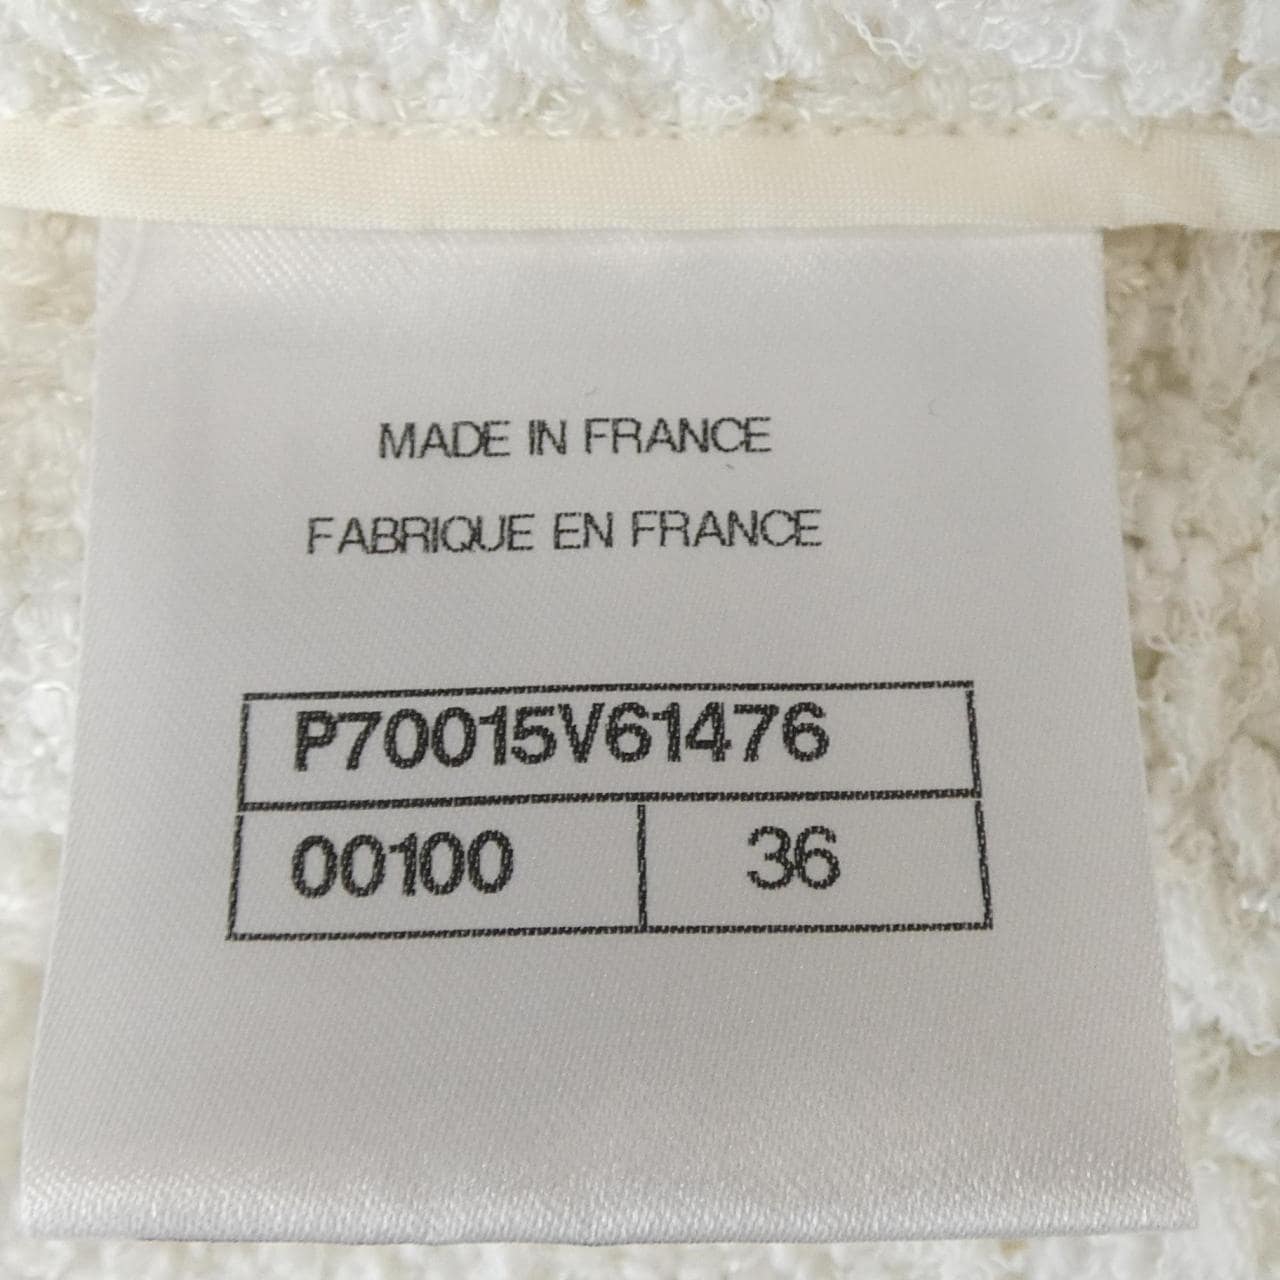 MADE IN FRANCE
FABRIQUE EN FRANCE
P70015V61476
00100 36